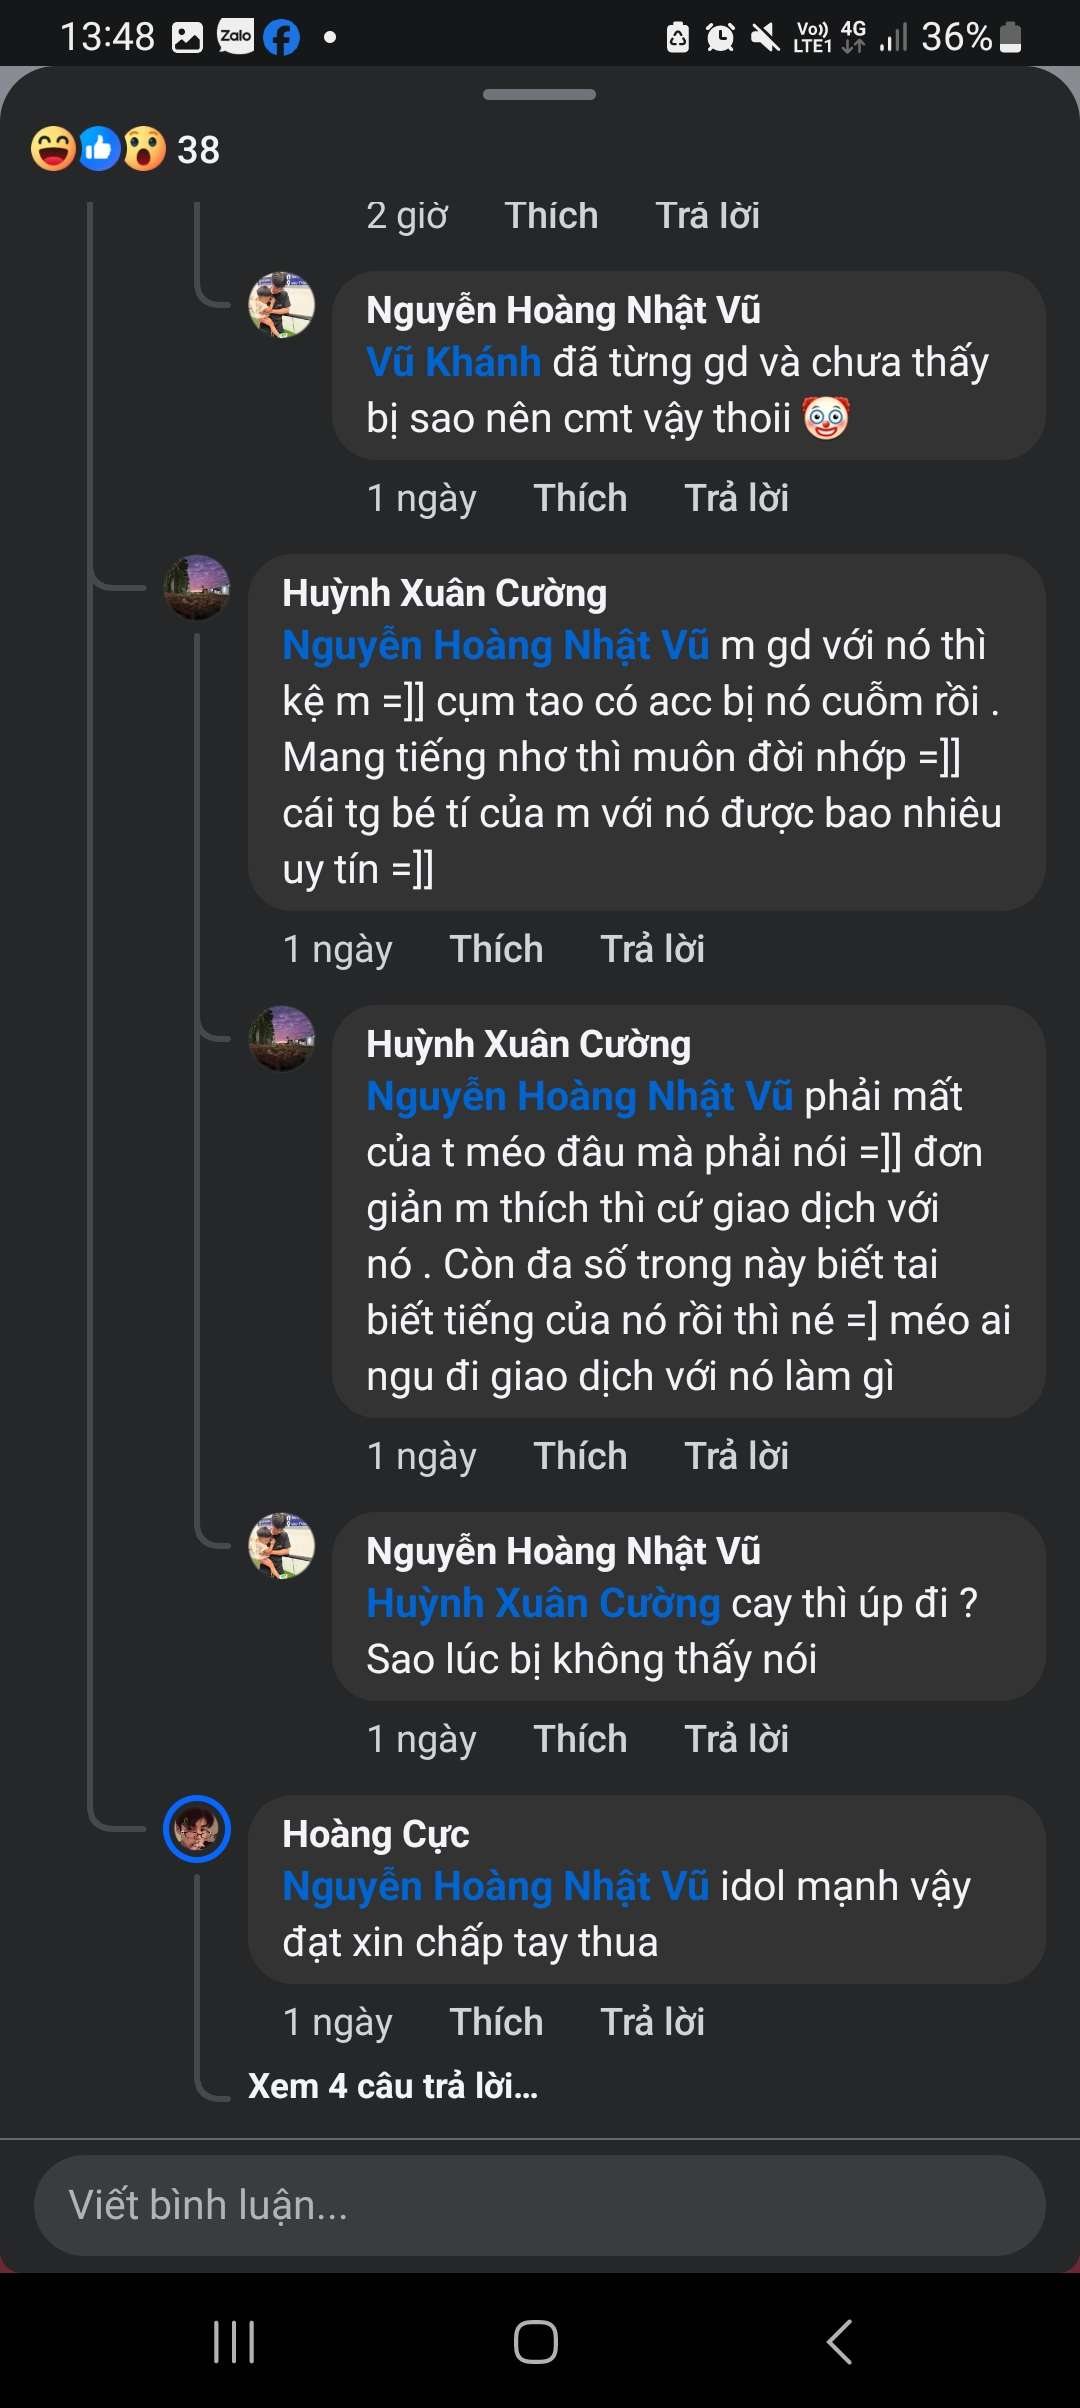 13:48 Zalo Vo)) LTE1 4G 36%
38
2 giờ Thích Trả lời
Nguyễn Hoàng Nhật Vũ
Vũ Khánh đã từng gd và chưa thấy
bị sao nên cmt vậy thoii 🤡
1 ngày Thích Trả lời
Huỳnh Xuân Cường
Nguyễn Hoàng Nhật Vũ m gd với nó thì
kệ m =]] cụm tao có acc bị nó cuỗm rồi .
Mang tiếng nhơ thì muôn đời nhớp =]]
cái tg bé tí của m với nó được bao nhiêu
uy tín =]]
1 ngày Thích Trả lời
Huỳnh Xuân Cường
Nguyễn Hoàng Nhật Vũ phải mất
của t méo đâu mà phải nói =]] đơn
giản m thích thì cứ giao dịch với
nó . Còn đa số trong này biết tai
biết tiếng của nó rồi thì né =] méo ai
ngu đi giao dịch với nó làm gì
1 ngày Thích Trả lời
Nguyễn Hoàng Nhật Vũ
Huỳnh Xuân Cường cay thì úp đi ?
Sao lúc bị không thấy nói
1 ngày Thích Trả lời
Hoàng Cực
Nguyễn Hoàng Nhật Vũ idol mạnh vậy
đạt xin chấp tay thua
1 ngày Thích Trả lời
Xem 4 câu trả lời...
Viết bình luận...